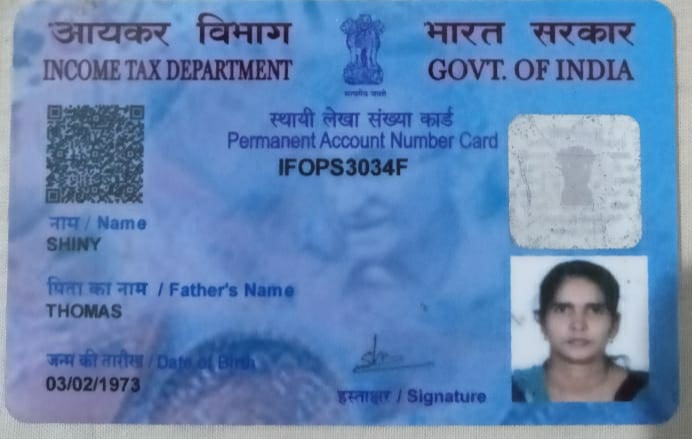 आयकर विभाग
INCOME TAX DEPARTMENT
सत्यमेव जयते
भारत सरकार
GOVT. OF INDIA
स्थायी लेखा संख्या कार्ड
Permanent Account Number Card
IFOPS3034F
नाम / Name
SHINY
पिता का नाम / Father's Name
THOMAS
जन्म की तारीख / Date of Birth
03/02/1973
हस्ताक्षर / Signature